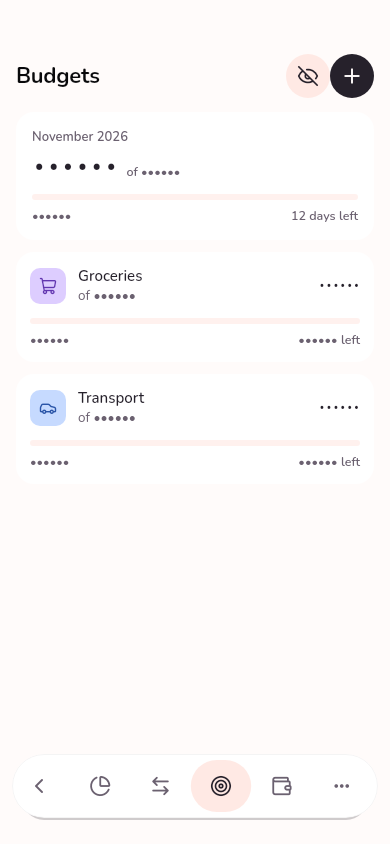 Budgets
November 2026
•••••• of ••••••
•••••• 12 days left
Groceries
of •••••• ••••••
•••••• •••••• left
Transport
of •••••• ••••••
•••••• •••••• left